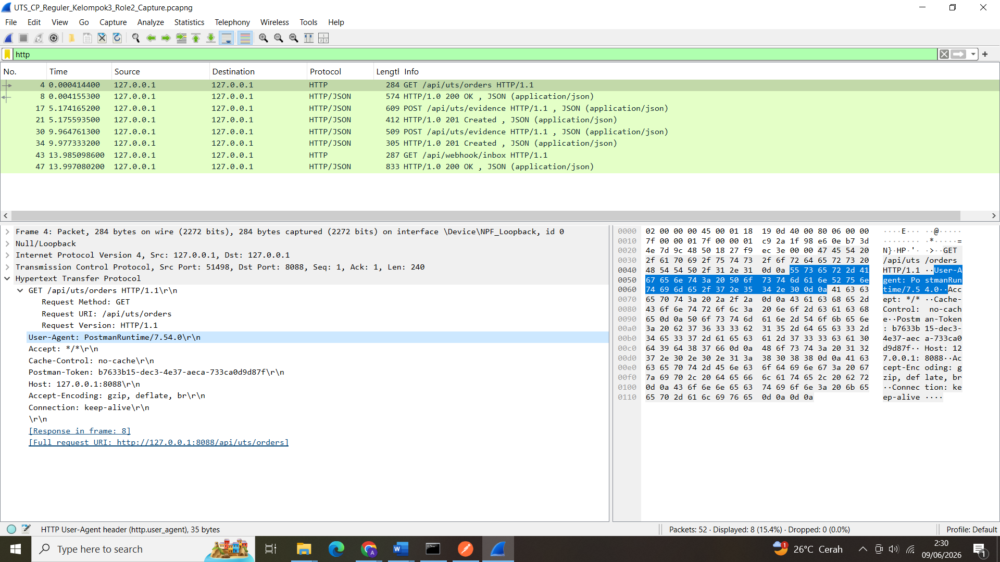 UTS_CP_Reguler_Kelompok3_Role2_Capture.pcapng
File Edit View Go Capture Analyze Statistics Telephony Wireless Tools Help
http
No. Time Source Destination Protocol Lengtl Info
4 0.000414400 127.0.0.1 127.0.0.1 HTTP 284 GET /api/uts/orders HTTP/1.1
8 0.004155300 127.0.0.1 127.0.0.1 HTTP/JSON 574 HTTP/1.0 200 OK , JSON (application/json)
17 5.174165200 127.0.0.1 127.0.0.1 HTTP/JSON 609 POST /api/uts/evidence HTTP/1.1 , JSON (application/json)
21 5.175593500 127.0.0.1 127.0.0.1 HTTP/JSON 412 HTTP/1.0 201 Created , JSON (application/json)
30 9.964761300 127.0.0.1 127.0.0.1 HTTP/JSON 509 POST /api/uts/evidence HTTP/1.1 , JSON (application/json)
34 9.977333200 127.0.0.1 127.0.0.1 HTTP/JSON 305 HTTP/1.0 201 Created , JSON (application/json)
43 13.985098600 127.0.0.1 127.0.0.1 HTTP 287 GET /api/webhook/inbox HTTP/1.1
47 13.997080200 127.0.0.1 127.0.0.1 HTTP/JSON 833 HTTP/1.0 200 OK , JSON (application/json)
Frame 4: Packet, 284 bytes on wire (2272 bits), 284 bytes captured (2272 bits) on interface \Device\NPF_Loopback, id 0
Null/Loopback
Internet Protocol Version 4, Src: 127.0.0.1, Dst: 127.0.0.1
Transmission Control Protocol, Src Port: 51498, Dst Port: 8088, Seq: 1, Ack: 1, Len: 240
Hypertext Transfer Protocol
GET /api/uts/orders HTTP/1.1\r\n
Request Method: GET
Request URI: /api/uts/orders
Request Version: HTTP/1.1
User-Agent: PostmanRuntime/7.54.0\r\n
Accept: */*\r\n
Cache-Control: no-cache\r\n
Postman-Token: b7633b15-dec3-4e37-aeca-733ca0d9d87f\r\n
Host: 127.0.0.1:8088\r\n
Accept-Encoding: gzip, deflate, br\r\n
Connection: keep-alive\r\n
\r\n
[Response in frame: 8]
[Full request URI: http://127.0.0.1:8088/api/uts/orders]
0000 02 00 00 00 45 00 01 18 19 0d 40 00 80 06 00 00 ····E··· ··@·····
0010 7f 00 00 01 7f 00 00 01 c9 2a 1f 98 e6 0e b7 3d ········ ·*·····=
0020 4e 7d 9c 48 50 18 27 f9 ec 3e 00 00 47 45 54 20 N}·HP·'· ·>··GET
0030 2f 61 70 69 2f 75 74 73 2f 6f 72 64 65 72 73 20 /api/uts /orders
0040 48 54 54 50 2f 31 2e 31 0d 0a 55 73 65 72 2d 41 HTTP/1.1 ··User-A
0050 67 65 6e 74 3a 20 50 6f 73 74 6d 61 6e 52 75 6e gent: Po stmanRun
0060 74 69 6d 65 2f 37 2e 35 34 2e 30 0d 0a 41 63 63 time/7.5 4.0··Acc
0070 65 70 74 3a 20 2a 2f 2a 0d 0a 43 61 63 68 65 2d ept: */* ··Cache-
0080 43 6f 6e 74 72 6f 6c 3a 20 6e 6f 2d 63 61 63 68 Control: no-cach
0090 65 0d 0a 50 6f 73 74 6d 61 6e 2d 54 6f 6b 65 6e e··Postm an-Token
00a0 3a 20 62 37 36 33 33 62 31 35 2d 64 65 63 33 2d : b7633b 15-dec3-
00b0 34 65 33 37 2d 61 65 63 61 2d 37 33 33 63 61 30 4e37-aec a-733ca0
00c0 64 39 64 38 37 66 0d 0a 48 6f 73 74 3a 20 31 32 d9d87f·· Host: 12
00d0 37 2e 30 2e 30 2e 31 3a 38 30 38 38 0d 0a 41 63 7.0.0.1: 8088··Ac
00e0 63 65 70 74 2d 45 6e 63 6f 64 69 6e 67 3a 20 67 cept-Enc oding: g
00f0 7a 69 70 2c 20 64 65 66 6c 61 74 65 2c 20 62 72 zip, def late, br
0100 0d 0a 43 6f 6e 6e 65 63 74 69 6f 6e 3a 20 6b 65 ··Connec tion: ke
0110 65 70 2d 61 6c 69 76 65 0d 0a 0d 0a ep-alive ····
HTTP User-Agent header (http.user_agent), 35 bytes
Packets: 52 · Displayed: 8 (15.4%) · Dropped: 0 (0.0%)
Profile: Default
Type here to search
1
26°C Cerah
2:30
09/06/2026
1